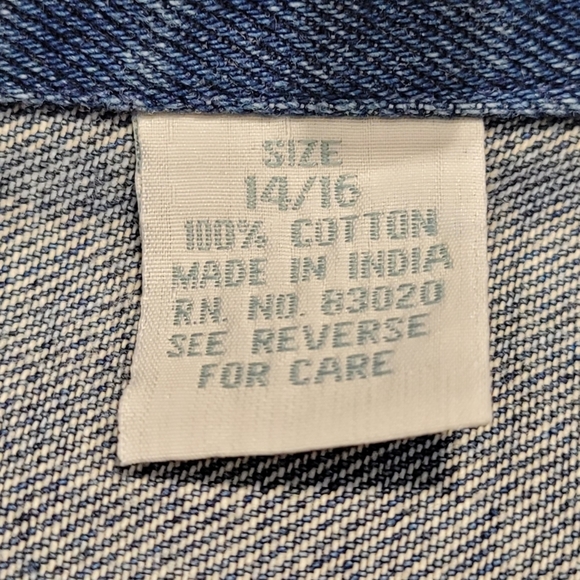 SIZE
14/16
100% COTTON
MADE IN INDIA
R.N. NO. 83020
SEE REVERSE
FOR CARE